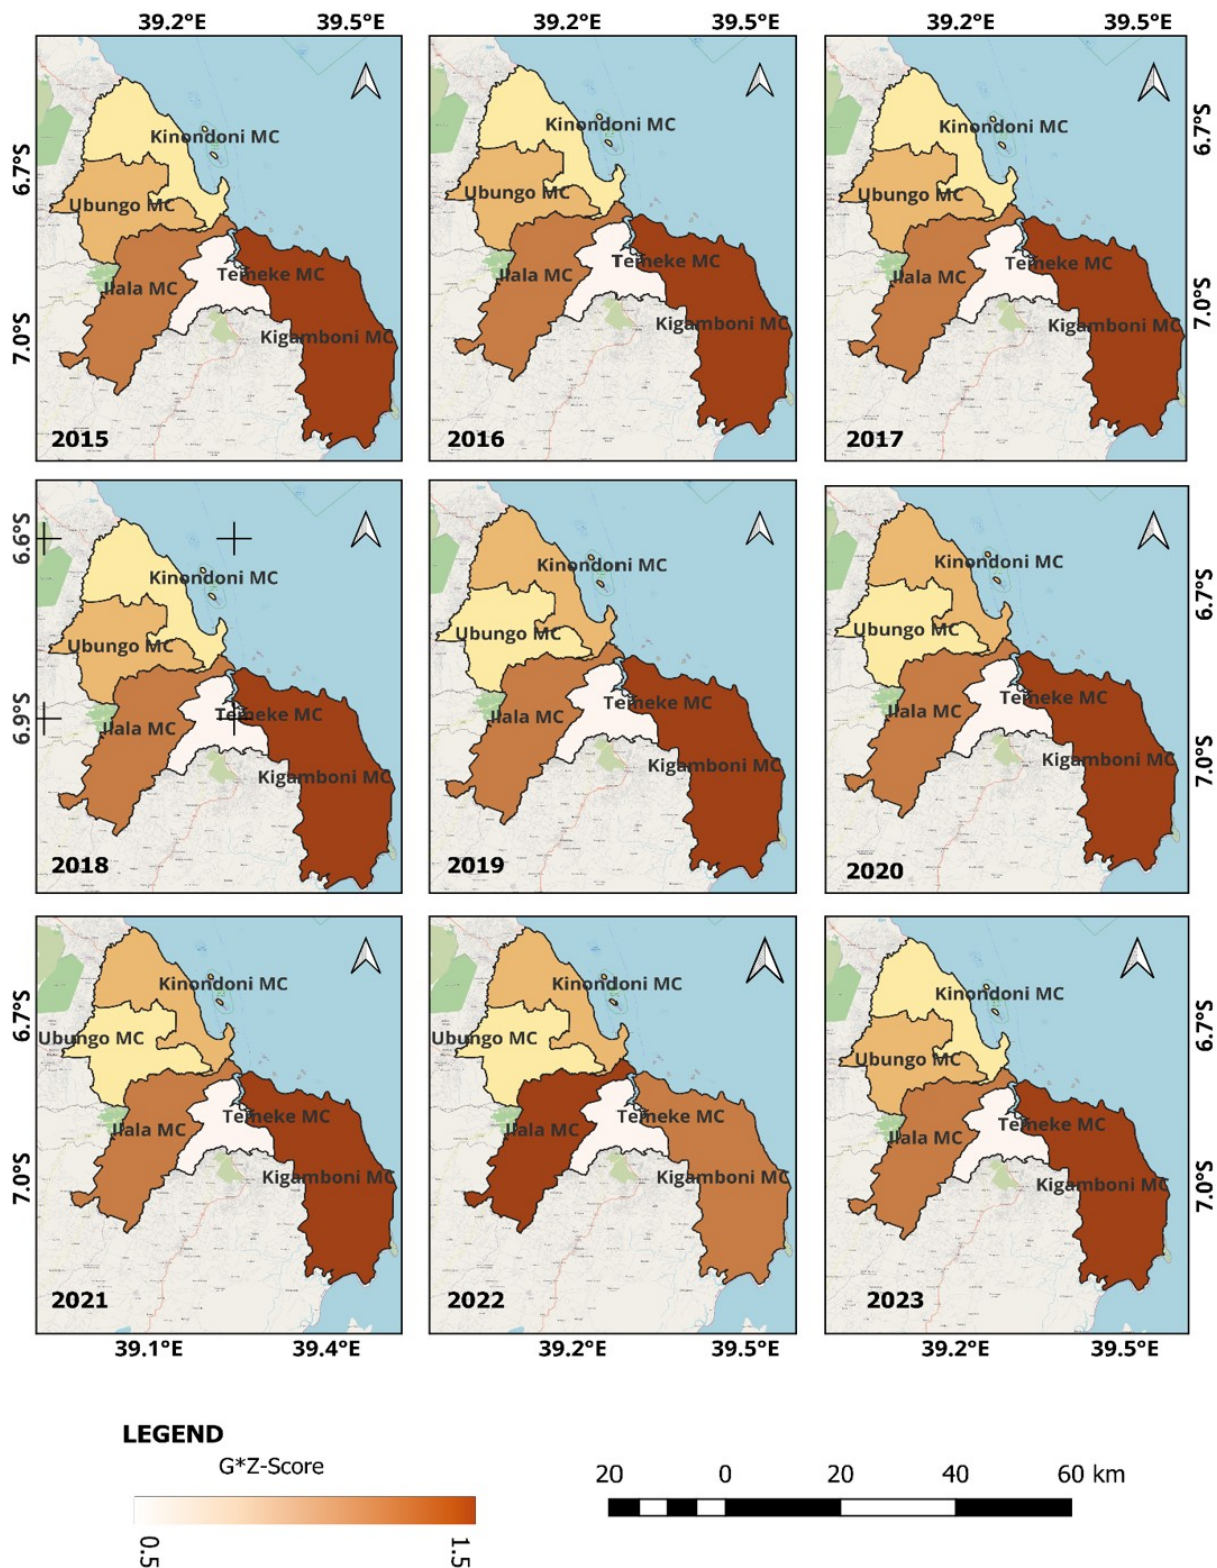 39.2°E 39.5°E 39.2°E 39.5°E 39.2°E 39.5°E
6.7°S
7.0°S
Kinondoni MC
Ubungo MC
Ilala MC
Temeke MC
Kigamboni MC
2015
Kinondoni MC
Ubungo MC
Ilala MC
Temeke MC
Kigamboni MC
2016
Kinondoni MC
Ubungo MC
Ilala MC
Temeke MC
Kigamboni MC
2017
6.7°S
7.0°S
6.6°S
6.9°S
Kinondoni MC
Ubungo MC
Ilala MC
Temeke MC
Kigamboni MC
2018
Kinondoni MC
Ubungo MC
Ilala MC
Temeke MC
Kigamboni MC
2019
Kinondoni MC
Ubungo MC
Ilala MC
Temeke MC
Kigamboni MC
2020
6.7°S
7.0°S
6.7°S
7.0°S
Kinondoni MC
Ubungo MC
Ilala MC
Temeke MC
Kigamboni MC
2021
Kinondoni MC
Ubungo MC
Ilala MC
Temeke MC
Kigamboni MC
2022
Kinondoni MC
Ubungo MC
Ilala MC
Temeke MC
Kigamboni MC
2023
6.7°S
7.0°S
39.1°E 39.4°E 39.2°E 39.5°E 39.2°E 39.5°E
LEGEND
G*Z-Score
0.5 1.5
20 0 20 40 60 km